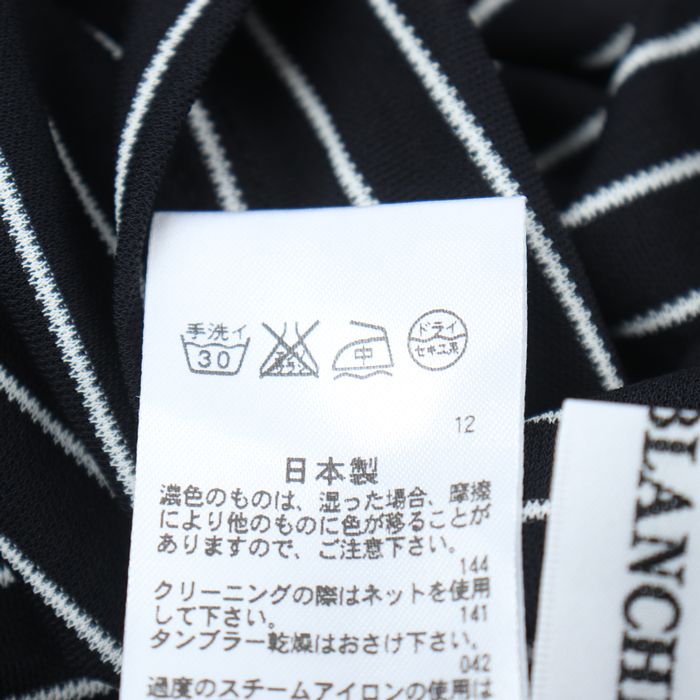 手洗イ
30
中
ドライ
セキユ系
12
日本製
濃色のものは、湿った場合、摩擦
により他のものに色が移ることが
ありますので、ご注意下さい。
144
クリーニングの際はネットを使用
して下さい。
141
タンブラー乾燥はおさけ下さい。
042
過度のスチームアイロンの使用は
BLANCH